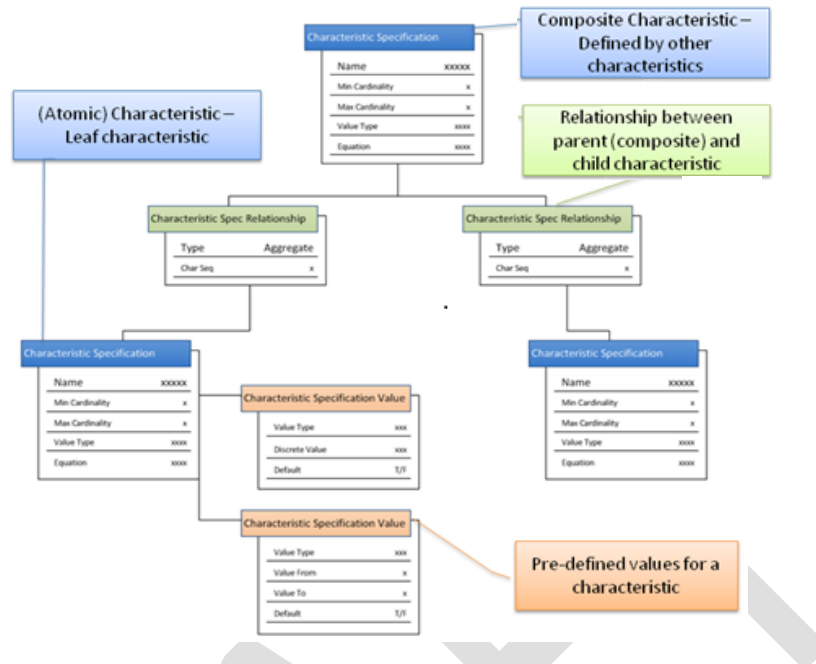 Characteristic Specification
Name xxxxx
Min Cardinality x
Max Cardinality x
Value Type xxxx
Equation xxxx
Composite Characteristic –
Defined by other
characteristics
(Atomic) Characteristic –
Leaf characteristic
Relationship between
parent (composite) and
child characteristic
Characteristic Spec Relationship
Type Aggregate
Char Seq x
Characteristic Spec Relationship
Type Aggregate
Char Seq x
Characteristic Specification
Name xxxxx
Min Cardinality x
Max Cardinality x
Value Type xxxx
Equation xxxx
Characteristic Specification Value
Value Type xxx
Discrete Value xxx
Default T/F
Characteristic Specification
Name xxxxx
Min Cardinality x
Max Cardinality x
Value Type xxxx
Equation xxxx
Characteristic Specification Value
Value Type xxx
Value From x
Value To x
Default T/F
Pre-defined values for a
characteristic